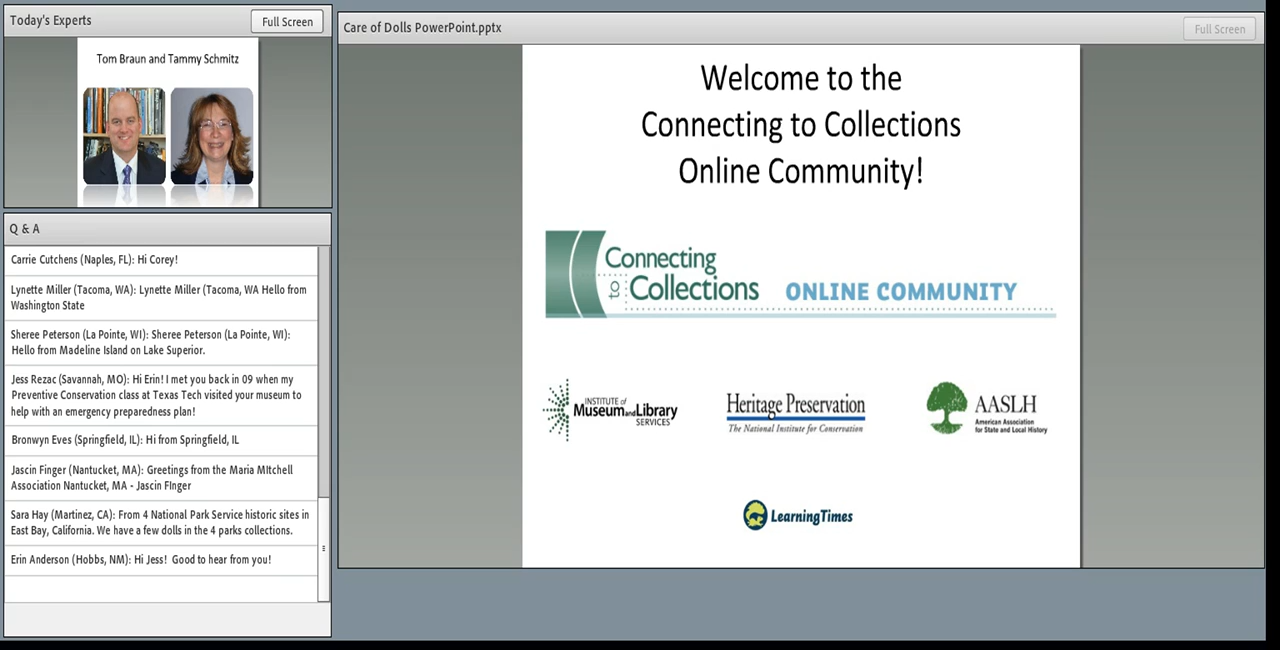 Today's Experts
Full Screen
Tom Braun and Tammy Schmitz
Q & A
Carrie Cutchens (Naples, FL): Hi Corey!
Lynette Miller (Tacoma, WA): Lynette Miller (Tacoma, WA Hello from
Washington State
Sheree Peterson (La Pointe, WI): Sheree Peterson (La Pointe, WI):
Hello from Madeline Island on Lake Superior.
Jess Rezac (Savannah, MO): Hi Erin! I met you back in 09 when my
Preventive Conservation class at Texas Tech visited your museum to
help with an emergency preparedness plan!
Bronwyn Eves (Springfield, IL): Hi from Springfield, IL
Jascin Finger (Nantucket, MA): Greetings from the Maria MItchell
Association Nantucket, MA - Jascin FInger
Sara Hay (Martinez, CA): From 4 National Park Service historic sites in
East Bay, California. We have a few dolls in the 4 parks collections.
Erin Anderson (Hobbs, NM): Hi Jess!  Good to hear from you!
Care of Dolls PowerPoint.pptx
Full Screen
Welcome to the
Connecting to Collections
Online Community!
Connecting
to Collections ONLINE COMMUNITY
INSTITUTE of
Museum and Library
SERVICES
Heritage Preservation
The National Institute for Conservation
AASLH
American Association
for State and Local History
LearningTimes